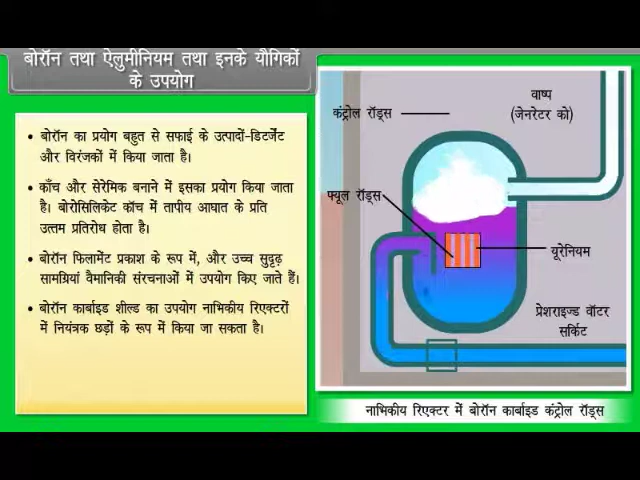 बोरॉन तथा ऐलुमीनियम तथा इनके यौगिकों
के उपयोग
• बोरॉन का प्रयोग बहुत से सफाई के उत्पादों-डिटर्जेंट
और विरंजकों में किया जाता है।
• काँच और सेरेमिक बनाने में इसका प्रयोग किया जाता
है। बोरोसिलिकेट काँच में तापीय आघात के प्रति
उत्तम प्रतिरोध होता है।
• बोरॉन फिलामेंट प्रकाश के रूप में, और उच्च सुदृढ़
सामग्रियां वैमानिकी संरचनाओं में उपयोग किए जाते हैं।
• बोरॉन कार्बाइड शील्ड का उपयोग नाभिकीय रिएक्टरों
में नियंत्रक छड़ों के रूप में किया जा सकता है।
कंट्रोल रॉड्स
वाष्प
(जेनरेटर को)
फ्यूल रॉड्स
यूरेनियम
प्रेशराइज्ड वॉटर
सर्किट
नाभिकीय रिएक्टर में बोरॉन कार्बाइड कंट्रोल रॉड्स